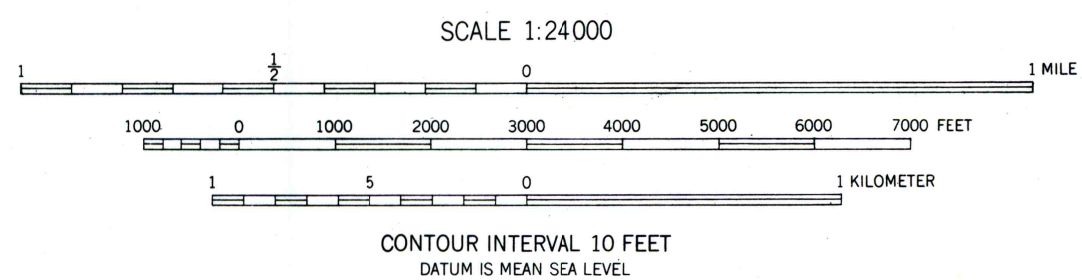 SCALE 1:24000
1 1/2 0 1 MILE
1000 0 1000 2000 3000 4000 5000 6000 7000 FEET
1 5 0 1 KILOMETER
CONTOUR INTERVAL 10 FEET
DATUM IS MEAN SEA LEVEL